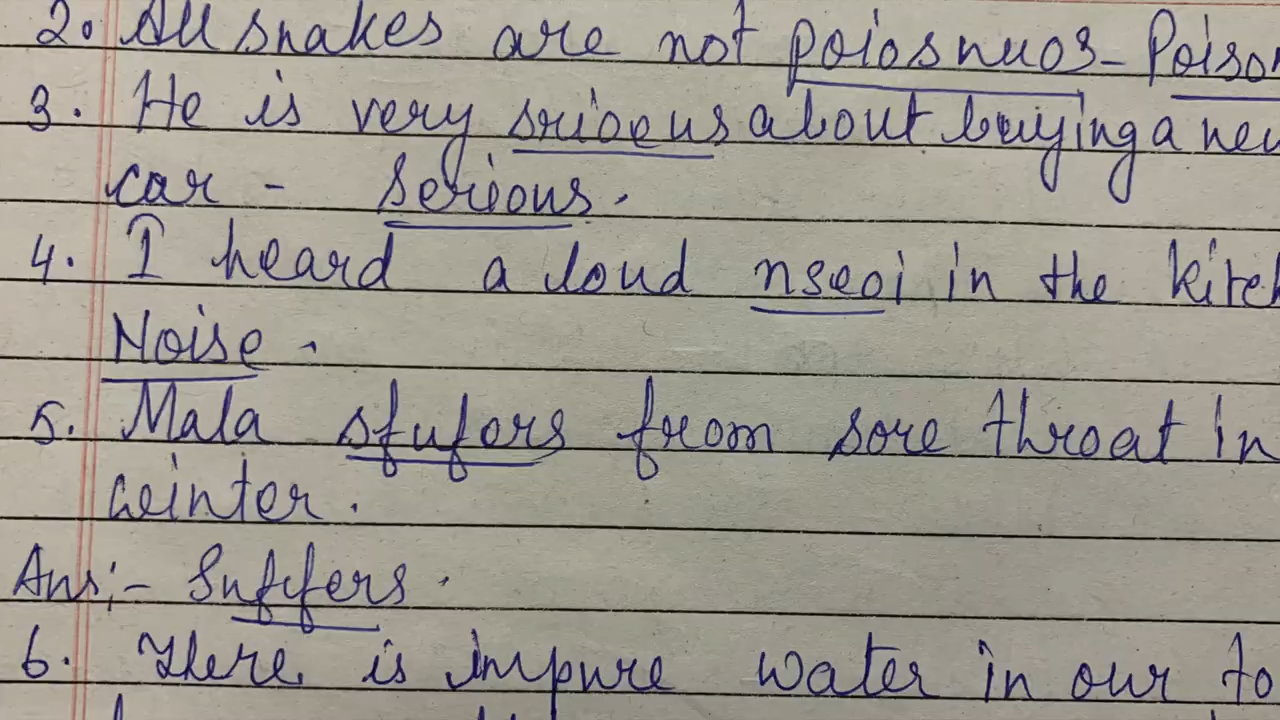 2. All snakes are not poiosnuos - Poison
3. He is very srioeus about buying a new
car - Serious.
4. I heard a loud nseoi in the kitch
Noise.
5. Mala sfufers from sore throat in
winter.
Ans:- Suffers.
6. There is impure water in our to